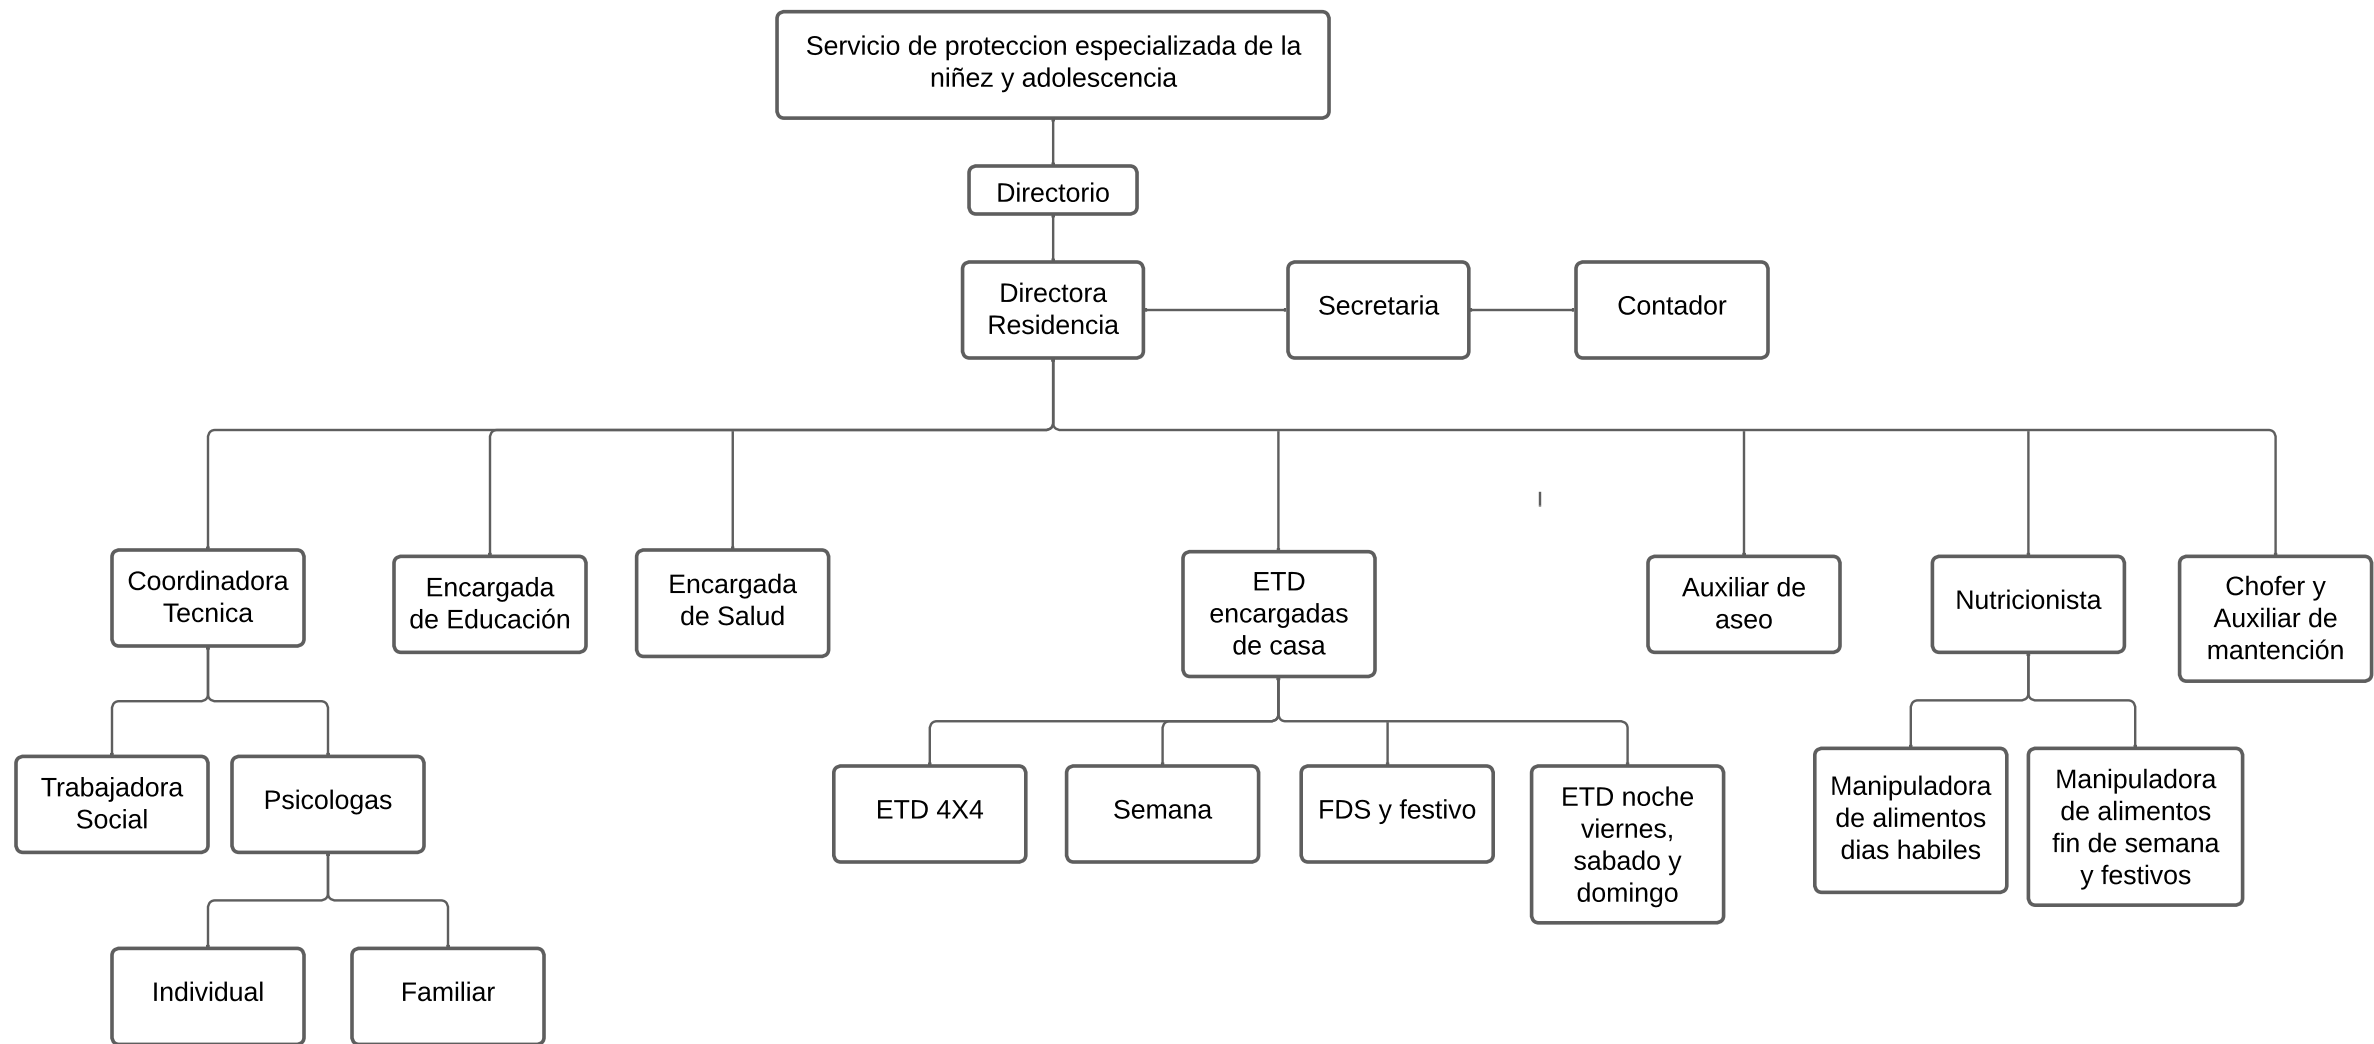 Servicio de proteccion especializada de la
niñez y adolescencia
Directorio
Directora
Residencia
Secretaria
Contador
Coordinadora
Tecnica
Encargada
de Educación
Encargada
de Salud
ETD
encargadas
de casa
Auxiliar de
aseo
Nutricionista
Chofer y
Auxiliar de
mantención
Trabajadora
Social
Psicologas
ETD 4X4
Semana
FDS y festivo
ETD noche
viernes,
sabado y
domingo
Manipuladora
de alimentos
dias habiles
Manipuladora
de alimentos
fin de semana
y festivos
Individual
Familiar